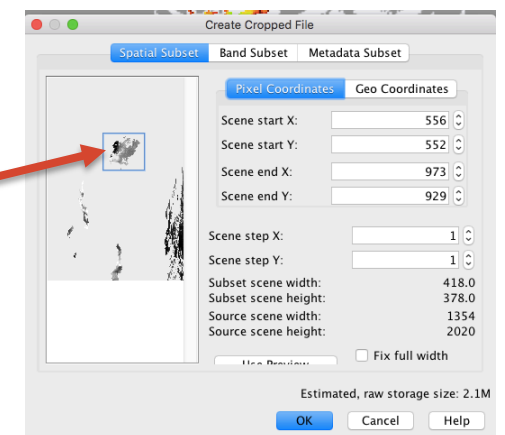 Create Cropped File
Spatial Subset Band Subset Metadata Subset
Pixel Coordinates Geo Coordinates
Scene start X: 556
Scene start Y: 552
Scene end X: 973
Scene end Y: 929
Scene step X: 1
Scene step Y: 1
Subset scene width: 418.0
Subset scene height: 378.0
Source scene width: 1354
Source scene height: 2020
Use Preview Fix full width
Estimated, raw storage size: 2.1M
OK Cancel Help